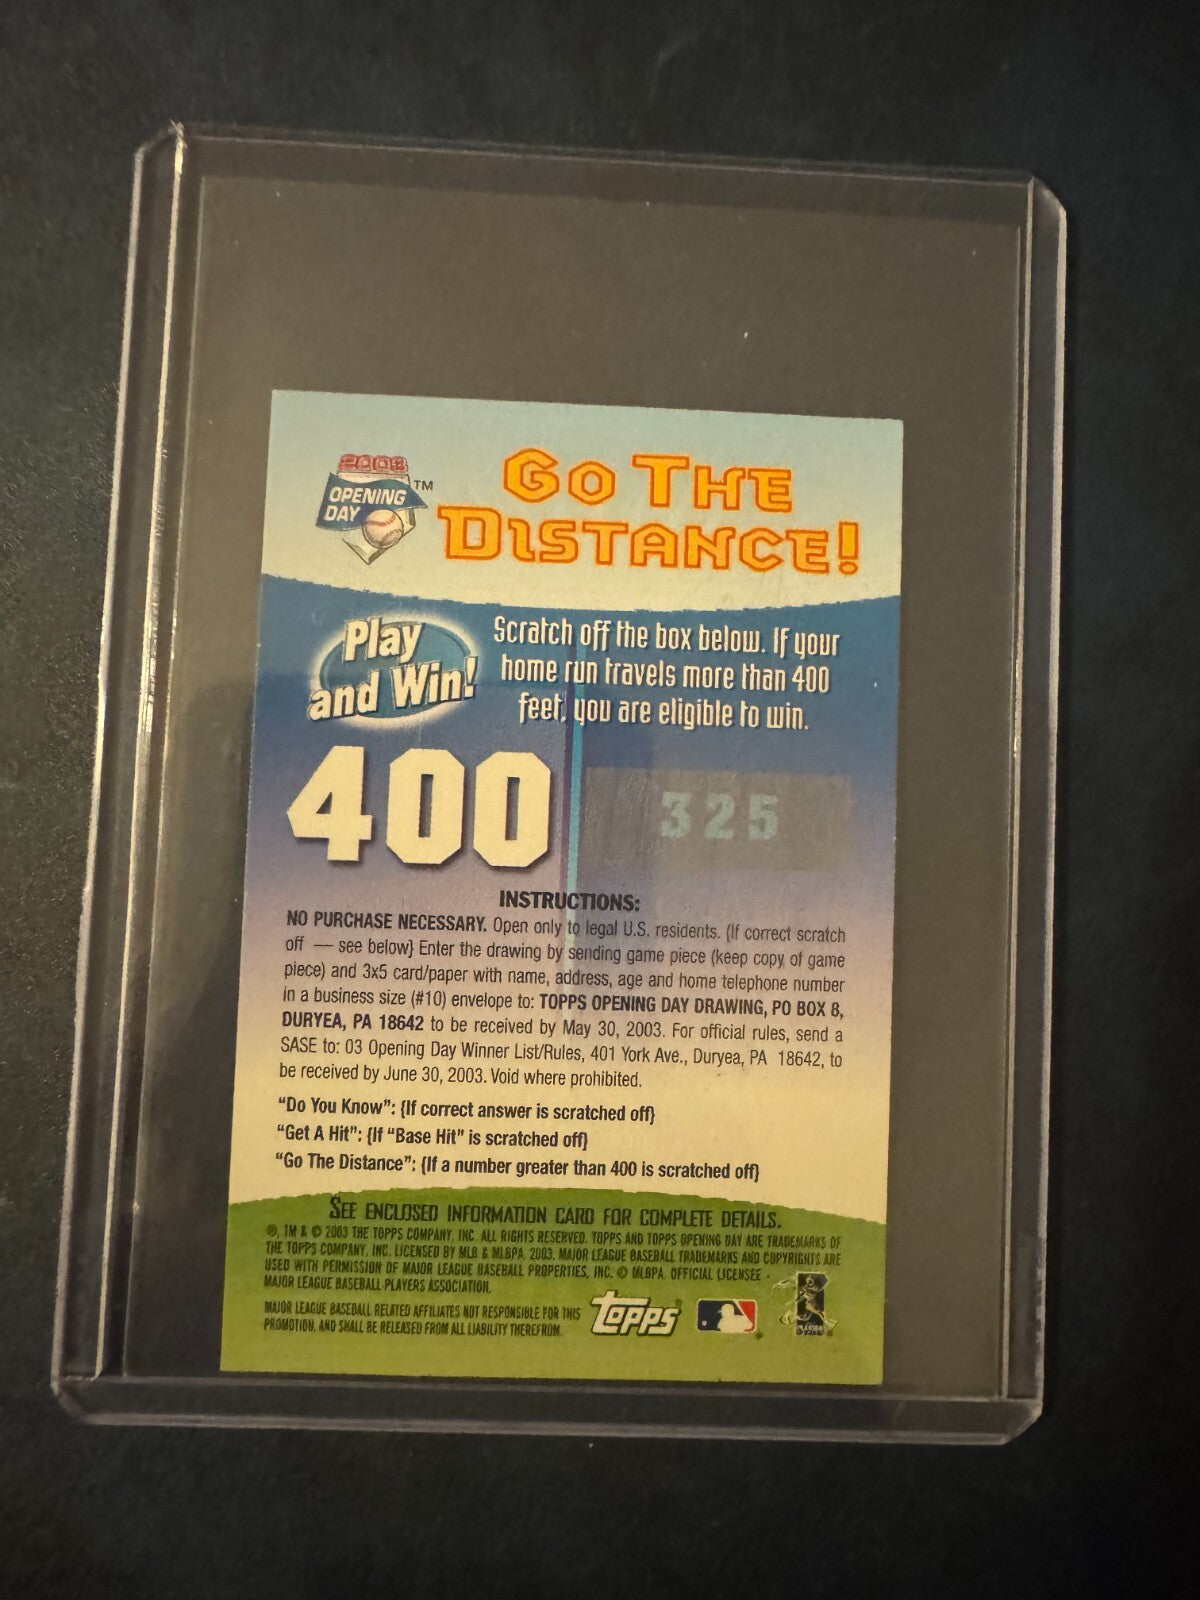 2003
OPENING
DAY
™
GO THE
DISTANCE!
Play
and Win!
Scratch off the box below. If your
home run travels more than 400
feet, you are eligible to win.
400
325
INSTRUCTIONS:
NO PURCHASE NECESSARY. Open only to legal U.S. residents. {If correct scratch
off — see below} Enter the drawing by sending game piece (keep copy of game
piece) and 3x5 card/paper with name, address, age and home telephone number
in a business size (#10) envelope to: TOPPS OPENING DAY DRAWING, PO BOX 8,
DURYEA, PA 18642 to be received by May 30, 2003. For official rules, send a
SASE to: 03 Opening Day Winner List/Rules, 401 York Ave., Duryea, PA 18642, to
be received by June 30, 2003. Void where prohibited.
“Do You Know”: {If correct answer is scratched off}
“Get A Hit”: {If “Base Hit” is scratched off}
“Go The Distance”: {If a number greater than 400 is scratched off}
SEE ENCLOSED INFORMATION CARD FOR COMPLETE DETAILS.
®, TM & © 2003 THE TOPPS COMPANY, INC. ALL RIGHTS RESERVED. TOPPS AND TOPPS OPENING DAY ARE TRADEMARKS OF
THE TOPPS COMPANY, INC. LICENSED BY MLB & MLBPA, 2003. MAJOR LEAGUE BASEBALL TRADEMARKS AND COPYRIGHTS ARE
USED WITH PERMISSION OF MAJOR LEAGUE BASEBALL PROPERTIES, INC. © MLBPA. OFFICIAL LICENSEE -
MAJOR LEAGUE BASEBALL PLAYERS ASSOCIATION.
MAJOR LEAGUE BASEBALL RELATED AFFILIATES NOT RESPONSIBLE FOR THIS
PROMOTION, AND SHALL BE RELEASED FROM ALL LIABILITY THEREFROM.
topps